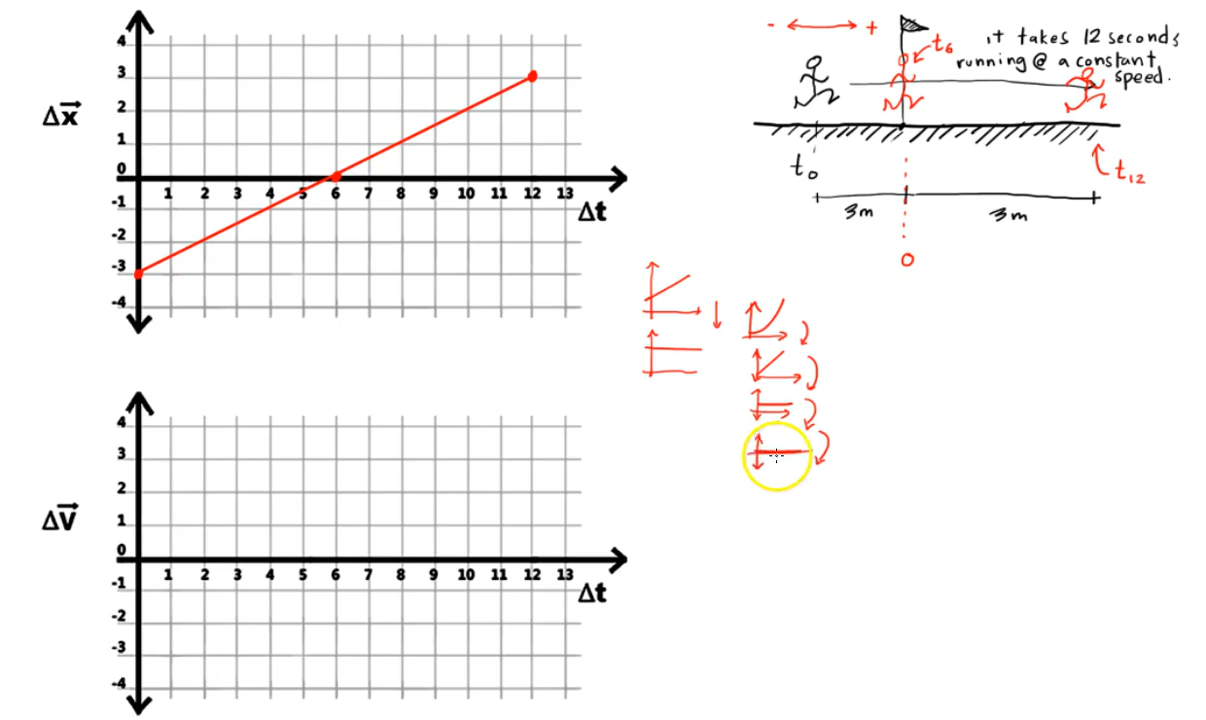 4
3
2
1
0
-1
-2
-3
-4
Δx
1 2 3 4 5 6 7 8 9 10 11 12 13
Δt
- +
t6
it takes 12 seconds
running @ a constant
speed.
t0
t12
3m 3m
0
4
3
2
1
0
-1
-2
-3
-4
ΔV
1 2 3 4 5 6 7 8 9 10 11 12 13
Δt